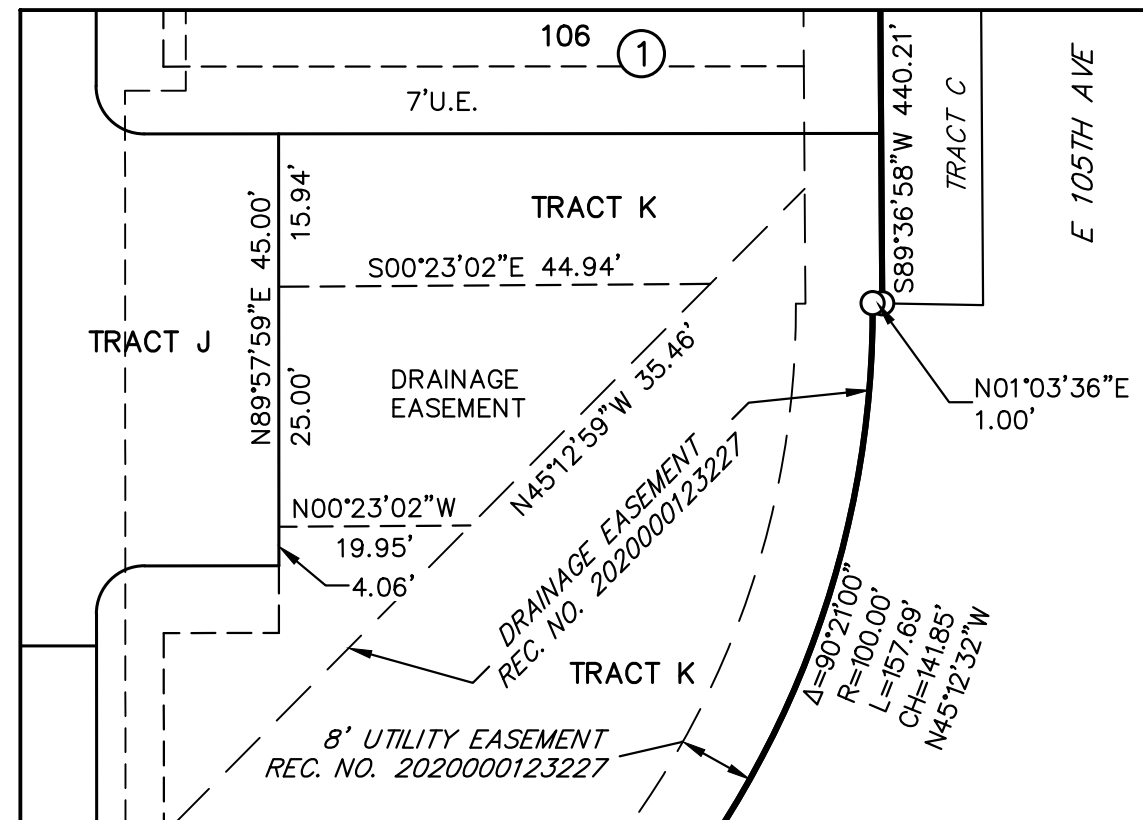 106
1
7'U.E.
S89°36'58"W 440.21'
TRACT C
E 105TH AVE
N89°57'59"E 45.00'
15.94'
TRACT K
S00°23'02"E 44.94'
TRACT J
25.00'
DRAINAGE
EASEMENT
N45°12'59"W 35.46'
N01°03'36"E
1.00'
N00°23'02"W
19.95'
4.06'
DRAINAGE EASEMENT
REC. NO. 2020000123227
TRACT K
Δ=90°21'00"
R=100.00'
L=157.69'
CH=141.85'
N45°12'32"W
8' UTILITY EASEMENT
REC. NO. 2020000123227